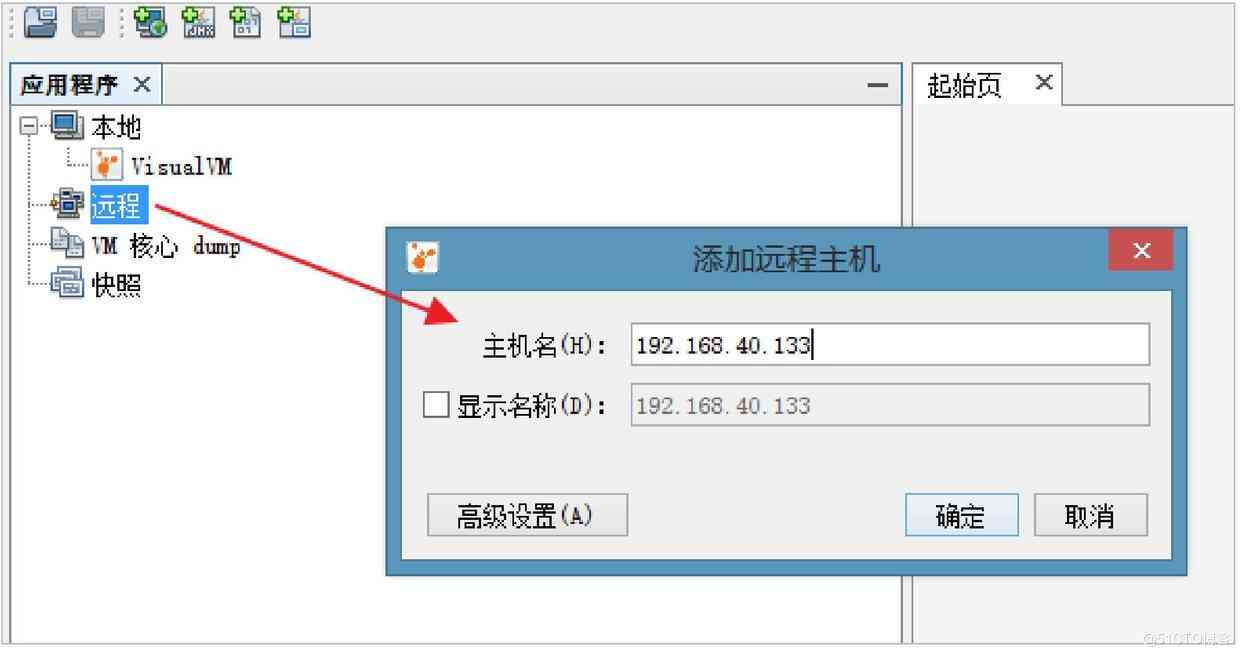 JMX
应用程序
起始页
本地
VisualVM
远程
VM 核心 dump
快照
添加远程主机
主机名(H): 192.168.40.133
显示名称(D): 192.168.40.133
高级设置(A) 确定 取消
@51CTO博客